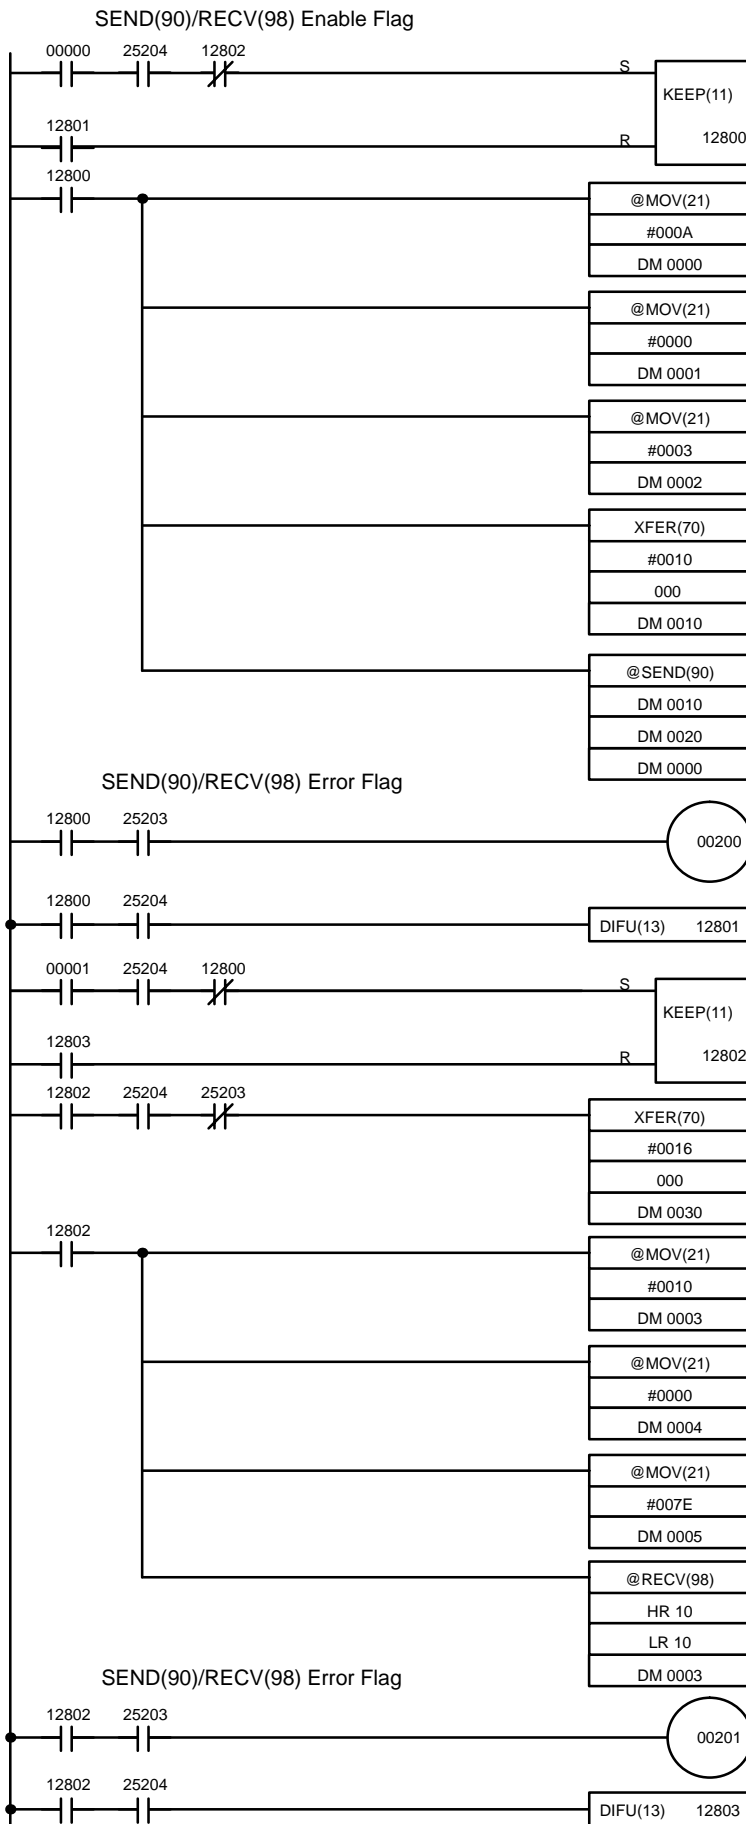 SEND(90)/RECV(98) Enable Flag
00000 25204 12802
S
KEEP(11)
12801
R
12800
12800
@MOV(21)
#000A
DM 0000
@MOV(21)
#0000
DM 0001
@MOV(21)
#0003
DM 0002
XFER(70)
#0010
000
DM 0010
@SEND(90)
DM 0010
DM 0020
DM 0000
SEND(90)/RECV(98) Error Flag
12800 25203
00200
12800 25204
DIFU(13) 12801
00001 25204 12800
S
KEEP(11)
12803
R
12802
12802 25204 25203
XFER(70)
#0016
000
DM 0030
12802
@MOV(21)
#0010
DM 0003
@MOV(21)
#0000
DM 0004
@MOV(21)
#007E
DM 0005
@RECV(98)
HR 10
LR 10
DM 0003
SEND(90)/RECV(98) Error Flag
12802 25203
00201
12802 25204
DIFU(13) 12803